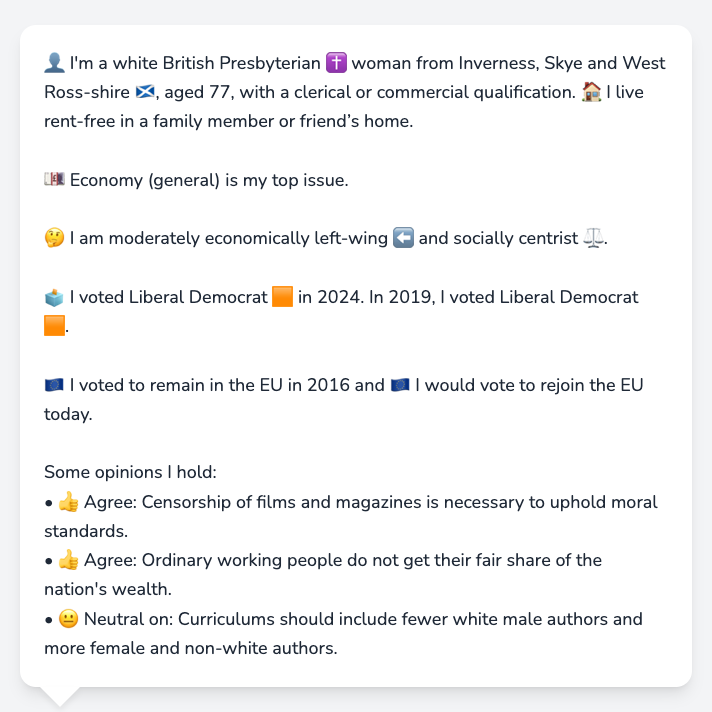 👤 I'm a white British Presbyterian ✝️ woman from Inverness, Skye and West
Ross-shire 🏴󠁧󠁢󠁳󠁣󠁴󠁿, aged 77, with a clerical or commercial qualification. 🏠 I live
rent-free in a family member or friend’s home.
💷 Economy (general) is my top issue.
🤔 I am moderately economically left-wing ⬅️ and socially centrist ⚖️.
🗳️ I voted Liberal Democrat 🟧 in 2024. In 2019, I voted Liberal Democrat
🟧.
🇪🇺 I voted to remain in the EU in 2016 and 🇪🇺 I would vote to rejoin the EU
today.
Some opinions I hold:
• 👍 Agree: Censorship of films and magazines is necessary to uphold moral
standards.
• 👍 Agree: Ordinary working people do not get their fair share of the
nation's wealth.
• 😐 Neutral on: Curriculums should include fewer white male authors and
more female and non-white authors.